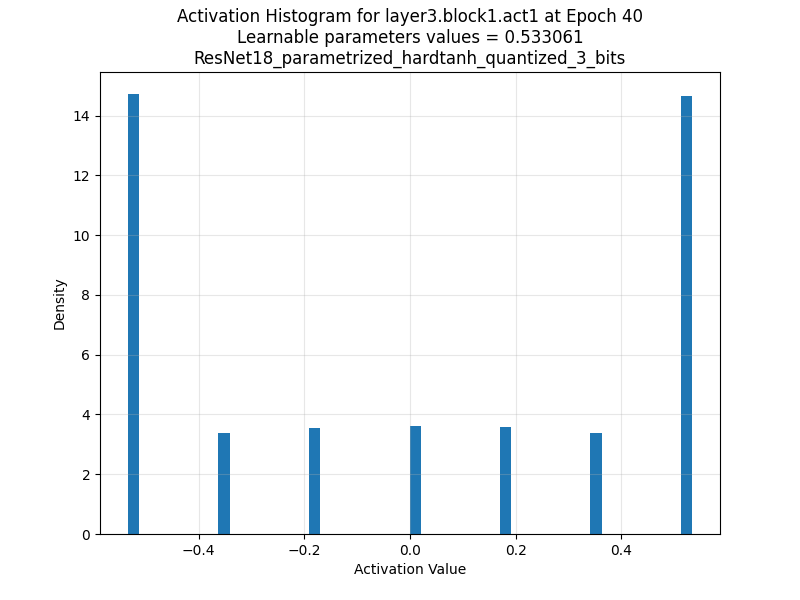 Activation Histogram for layer3.block1.act1 at Epoch 40
Learnable parameters values = 0.533061
ResNet18_parametrized_hardtanh_quantized_3_bits
14
12
10
8
6
4
2
0
Density
−0.4 −0.2 0.0 0.2 0.4
Activation Value